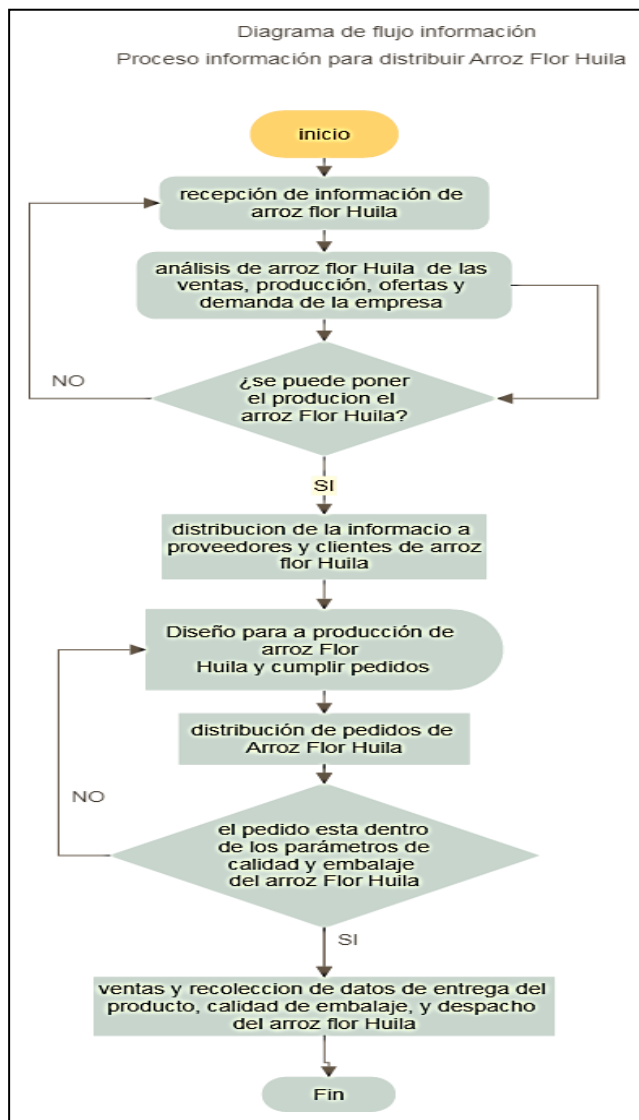 Diagrama de flujo información
Proceso información para distribuir Arroz Flor Huila
inicio
recepción de información de
arroz flor Huila
análisis de arroz flor Huila de las
ventas, producción, ofertas y
demanda de la empresa
NO
¿se puede poner
el producion el
arroz Flor Huila?
SI
distribucion de la informacio a
proveedores y clientes de arroz
flor Huila
Diseño para a producción de
arroz Flor
Huila y cumplir pedidos
distribución de pedidos de
Arroz Flor Huila
NO
el pedido esta dentro
de los parámetros de
calidad y embalaje
del arroz Flor Huila
SI
ventas y recoleccion de datos de entrega del
producto, calidad de embalaje, y despacho
del arroz flor Huila
Fin